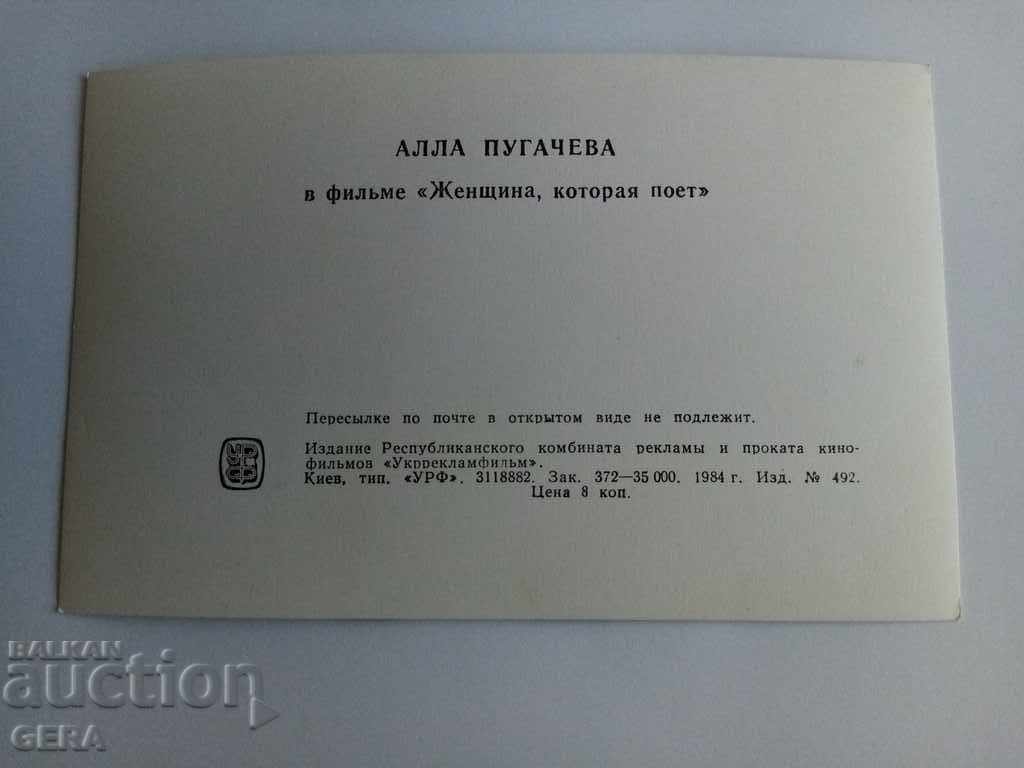 АЛЛА ПУГАЧЕВА
в фильме «Женщина, которая поет»
Пересылке по почте в открытом виде не подлежит.
Издание Республиканского комбината рекламы и проката кино-
фильмов «Укррекламфильм».
Киев, тип. «УРФ». 3118882. Зак. 372—35 000. 1984 г. Изд. № 492.
Цена 8 коп.
BALKAN
auction
GERA